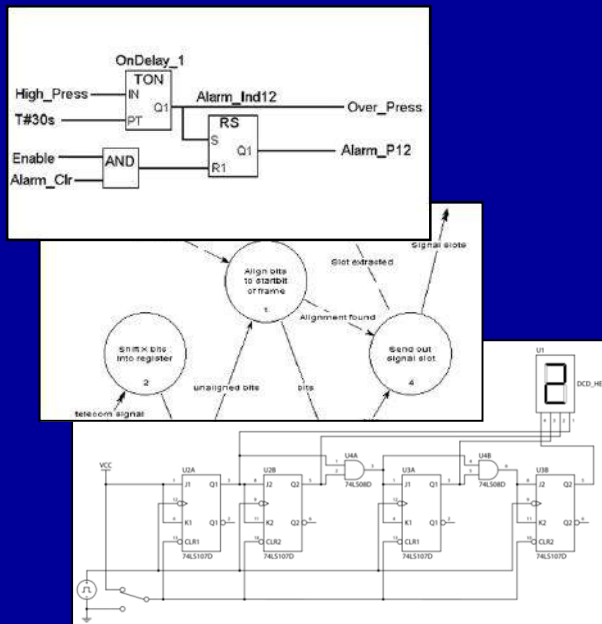 OnDelay_1
TON
High_Press
IN
Q1
Alarm_Ind12
Over_Press
T#30s
PT
RS
S
Q1
Alarm_P12
Enable
AND
R1
Alarm_Clr
Signal slots
Slot extracted
Align bits
to startbit
of frame
1
Alignment found
Shift X bits
into register
2
Send out
signal slot
4
unaligned bits
bits
telecom signal
U1
2
DCD_HE
4 3 2 1
VCC
U2A
U2B
U4A
U3A
U4B
U3B
74LS08D
74LS08D
J1 Q1
J2 Q2
J1 Q1
J2 Q2
K1 Q1
K2 Q2
K1 Q1
K2 Q2
CLR1
CLR2
CLR1
CLR2
74LS107D
74LS107D
74LS107D
74LS107D